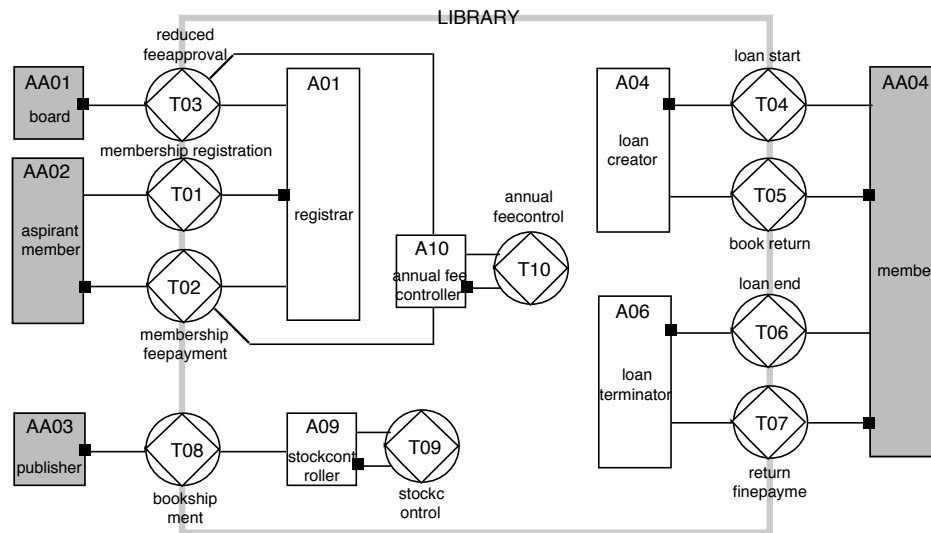 LIBRARY
reduced
feeapproval
AA01
board
T03
A01
membership registration
AA02
aspirant
member
T01
registrar
T02
membership
feepayment
annual
feecontrol
A10
annual fee
controller
T10
A04
loan
creator
loan start
T04
AA04
T05
book return
member
loan end
A06
loan
terminator
T06
T07
return
finepayme
AA03
publisher
T08
bookship
ment
A09
stockcont
roller
T09
stockc
ontrol